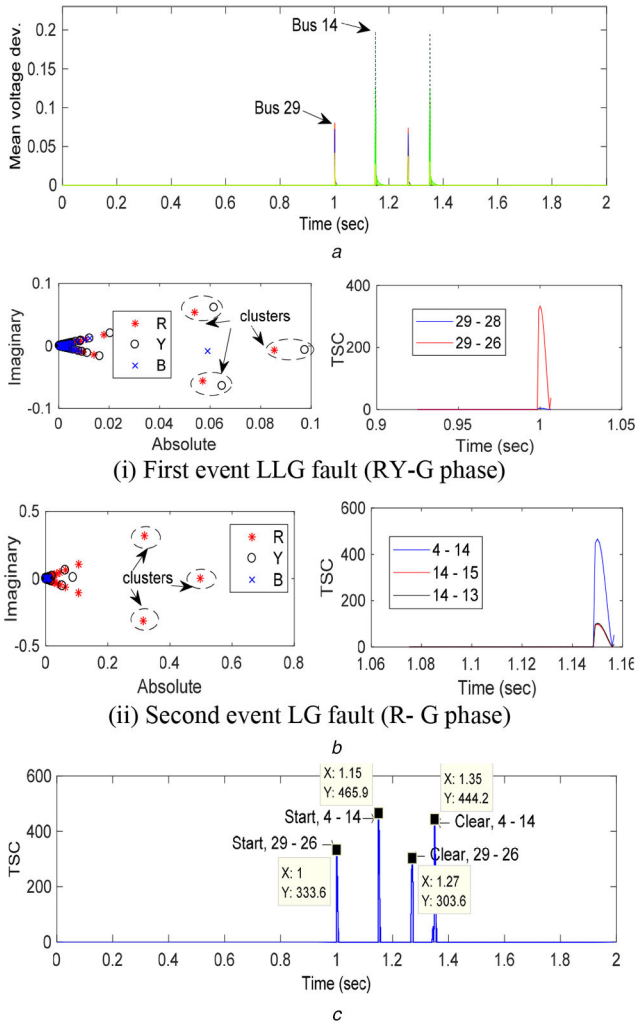 Mean voltage dev.
0.2
0.15
0.1
0.05
0
Bus 14
Bus 29
0 0.2 0.4 0.6 0.8 1 1.2 1.4 1.6 1.8 2
Time (sec)
a
Imaginary
0.1
0
-0.1
R
Y
B
clusters
0 0.02 0.04 0.06 0.08 0.1
Absolute
TSC
400
200
0
29 - 28
29 - 26
0.9 0.95 1 1.05
Time (sec)
(i) First event LLG fault (RY-G phase)
Imaginary
0.5
0
-0.5
clusters
R
Y
B
0 0.2 0.4 0.6 0.8
Absolute
TSC
600
400
200
0
4 - 14
14 - 15
14 - 13
1.06 1.08 1.1 1.12 1.14 1.16
Time (sec)
(ii) Second event LG fault (R- G phase)
b
TSC
600
400
200
0
X: 1.15
Y: 465.9
X: 1.35
Y: 444.2
Start, 4 - 14
Clear, 4 - 14
Start, 29 - 26
Clear, 29 - 26
X: 1
Y: 333.6
X: 1.27
Y: 303.6
0 0.2 0.4 0.6 0.8 1 1.2 1.4 1.6 1.8 2
Time (sec)
c